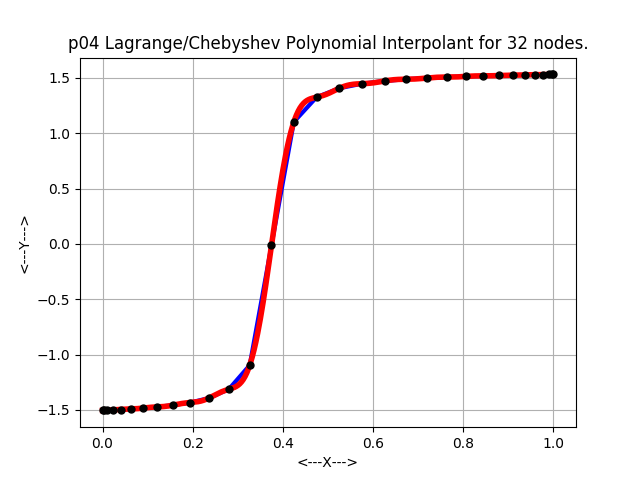 p04 Lagrange/Chebyshev Polynomial Interpolant for 32 nodes.
1.5
1.0
0.5
0.0
−0.5
−1.0
−1.5
<---Y--->
0.0 0.2 0.4 0.6 0.8 1.0
<---X--->